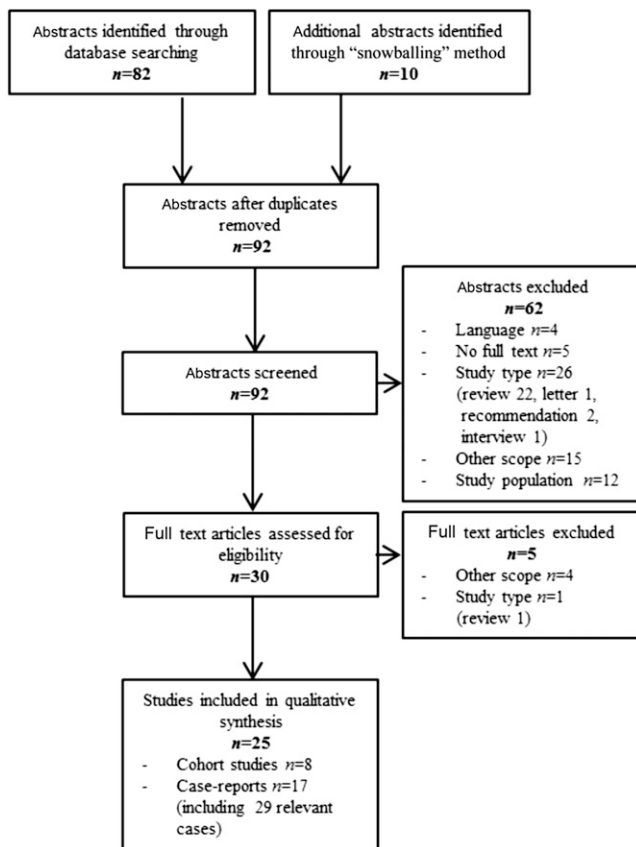 Abstracts identified through
database searching
n=82
Additional abstracts identified
through “snowballing” method
n=10
Abstracts after duplicates
removed
n=92
Abstracts excluded
n=62
- Language n=4
- No full text n=5
- Study type n=26
(review 22, letter 1,
recommendation 2,
interview 1)
- Other scope n=15
- Study population n=12
Abstracts screened
n=92
Full text articles assessed for
eligibility
n=30
Full text articles excluded
n=5
- Other scope n=4
- Study type n=1
(review 1)
Studies included in qualitative
synthesis
n=25
- Cohort studies n=8
- Case-reports n=17
(including 29 relevant
cases)